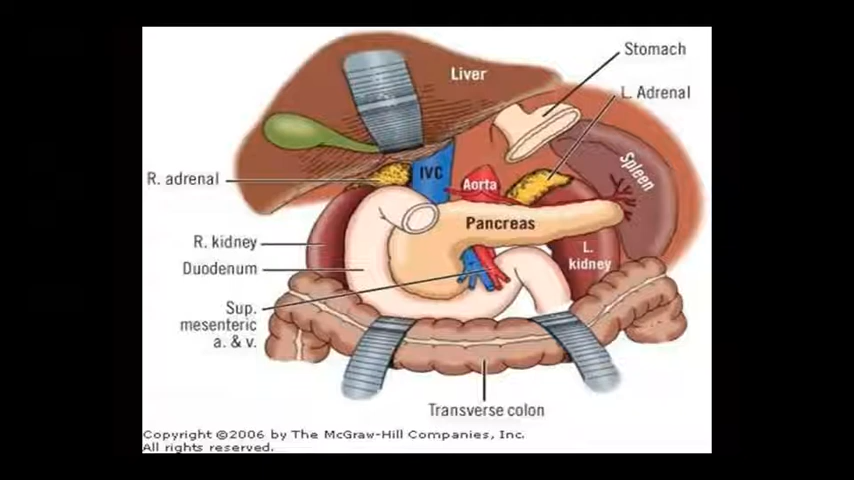 Stomach
Liver
L. Adrenal
Spleen
R. adrenal
IVC
Aorta
Pancreas
R. kidney
L.
kidney
Duodenum
Sup.
mesenteric
a. & v.
Transverse colon
Copyright ©2006 by The McGraw-Hill Companies, Inc.
All rights reserved.